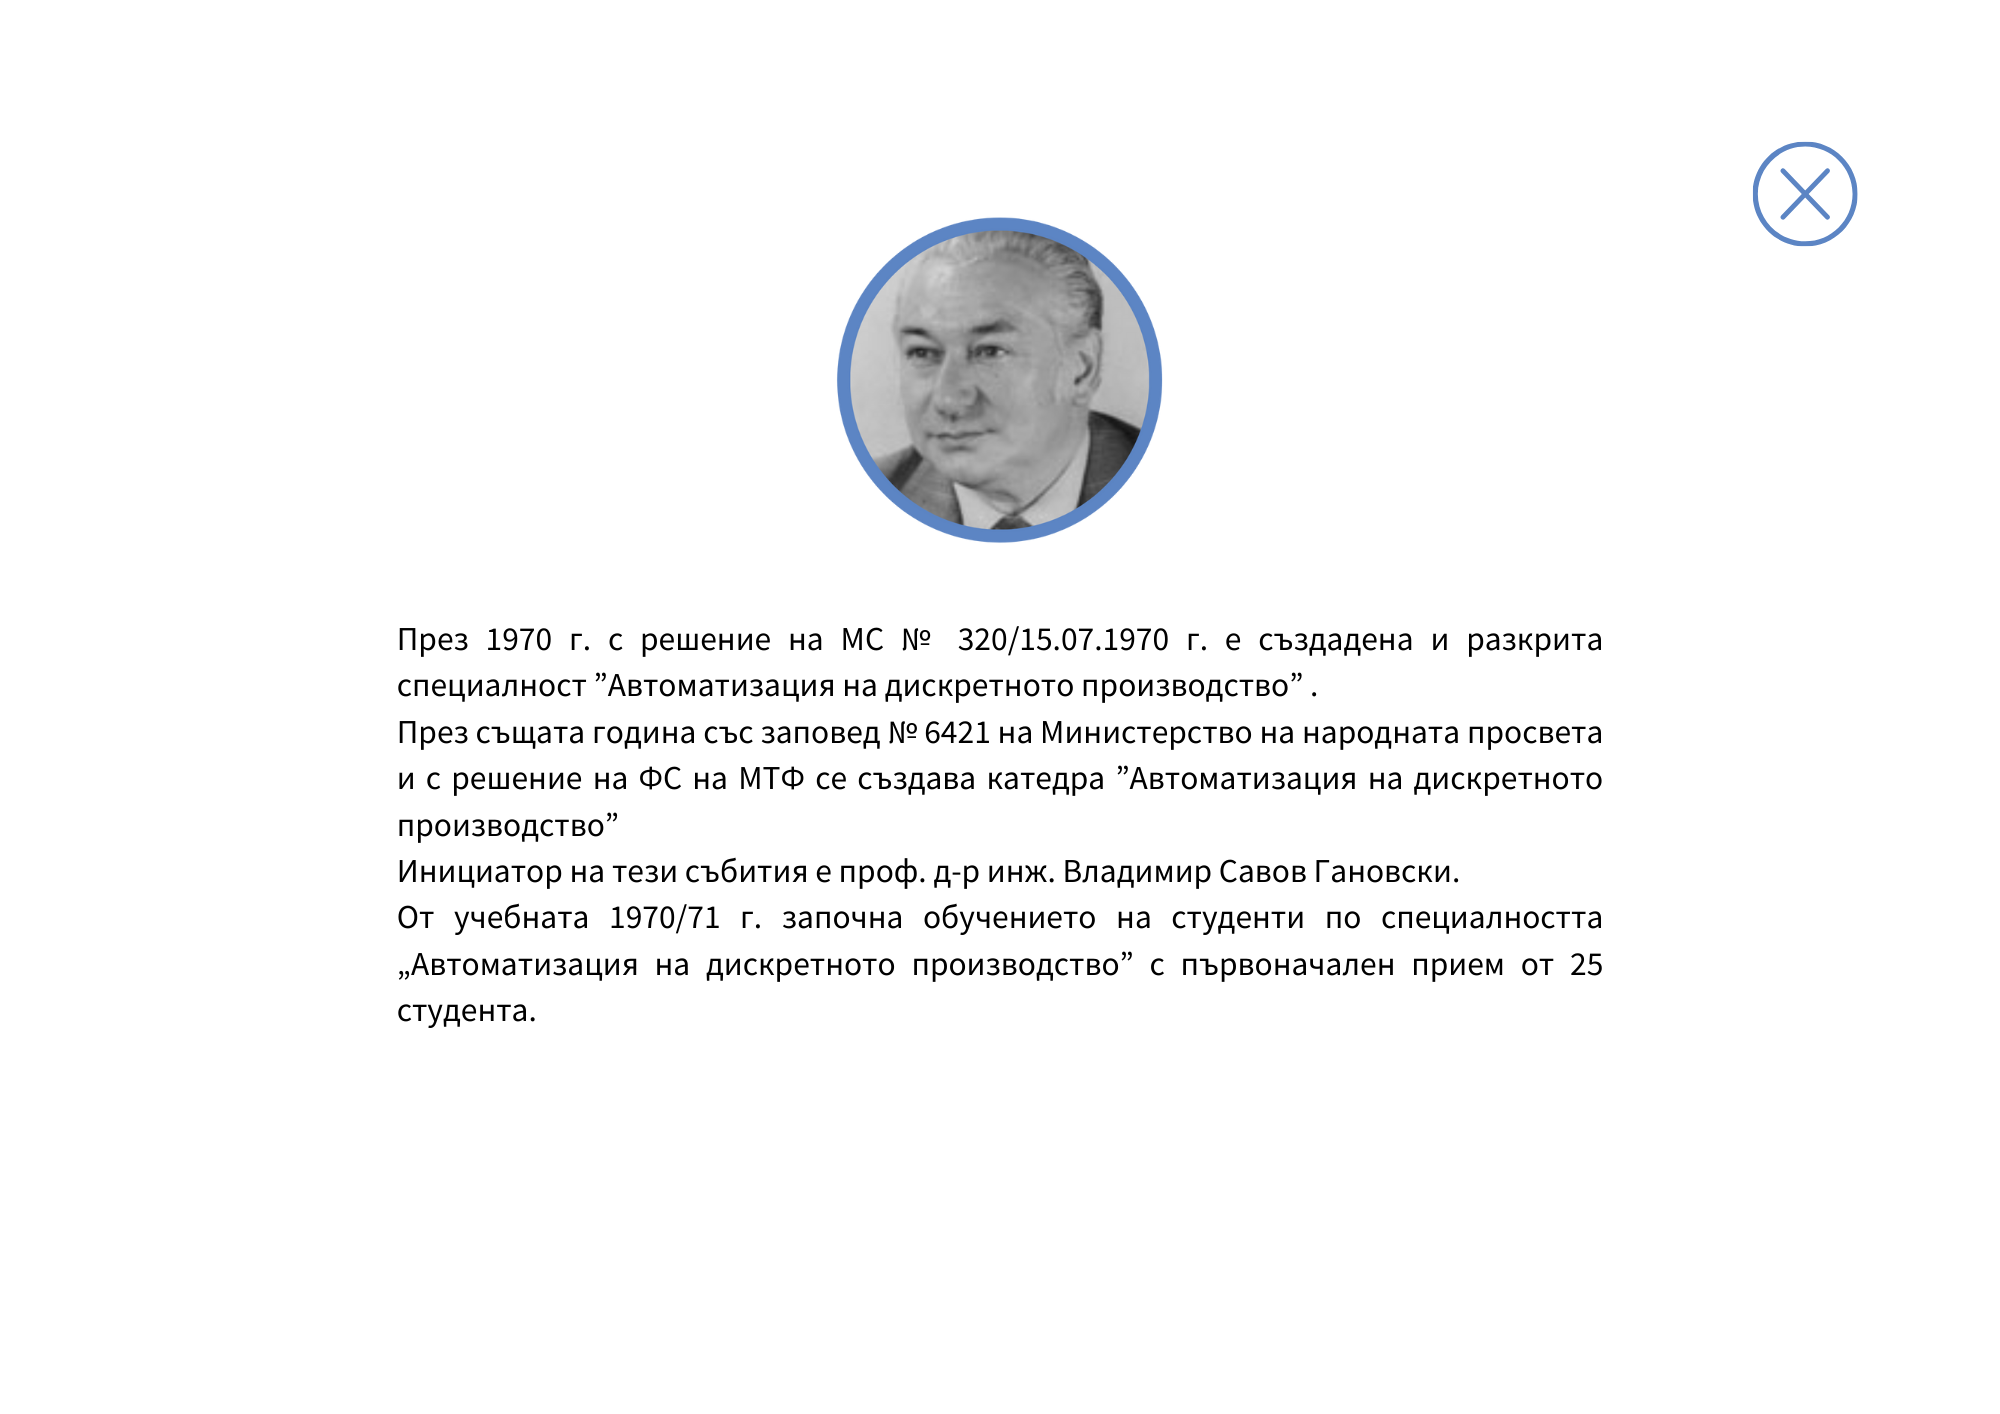 През 1970 г. с решение на МС № 320/15.07.1970 г. е създадена и разкрита
специалност ”Автоматизация на дискретното производство” .
През същата година със заповед № 6421 на Министерство на народната просвета
и с решение на ФС на МТФ се създава катедра ”Автоматизация на дискретното
производство”
Инициатор на тези събития е проф. д-р инж. Владимир Савов Гановски.
От учебната 1970/71 г. започна обучението на студенти по специалността
„Автоматизация на дискретното производство” с първоначален прием от 25
студента.